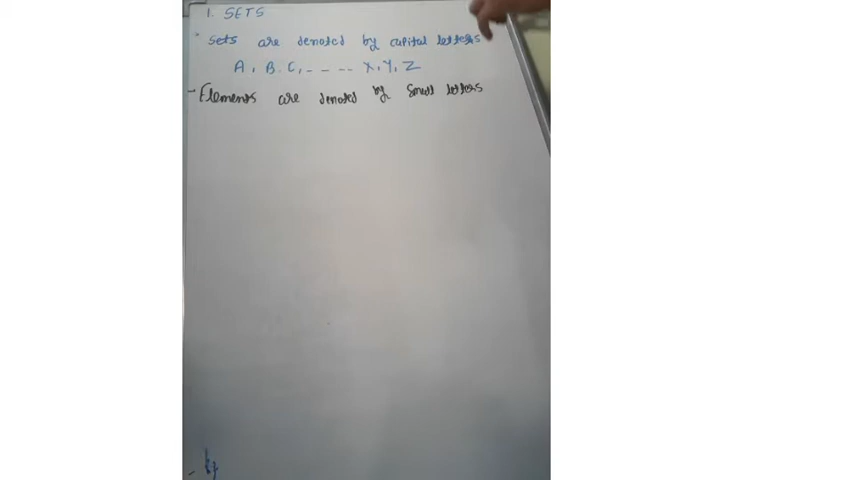 1. SETS
• Sets are denoted by capital letters
A, B, C, - - - - X, Y, Z
- Elements are denoted by small letters